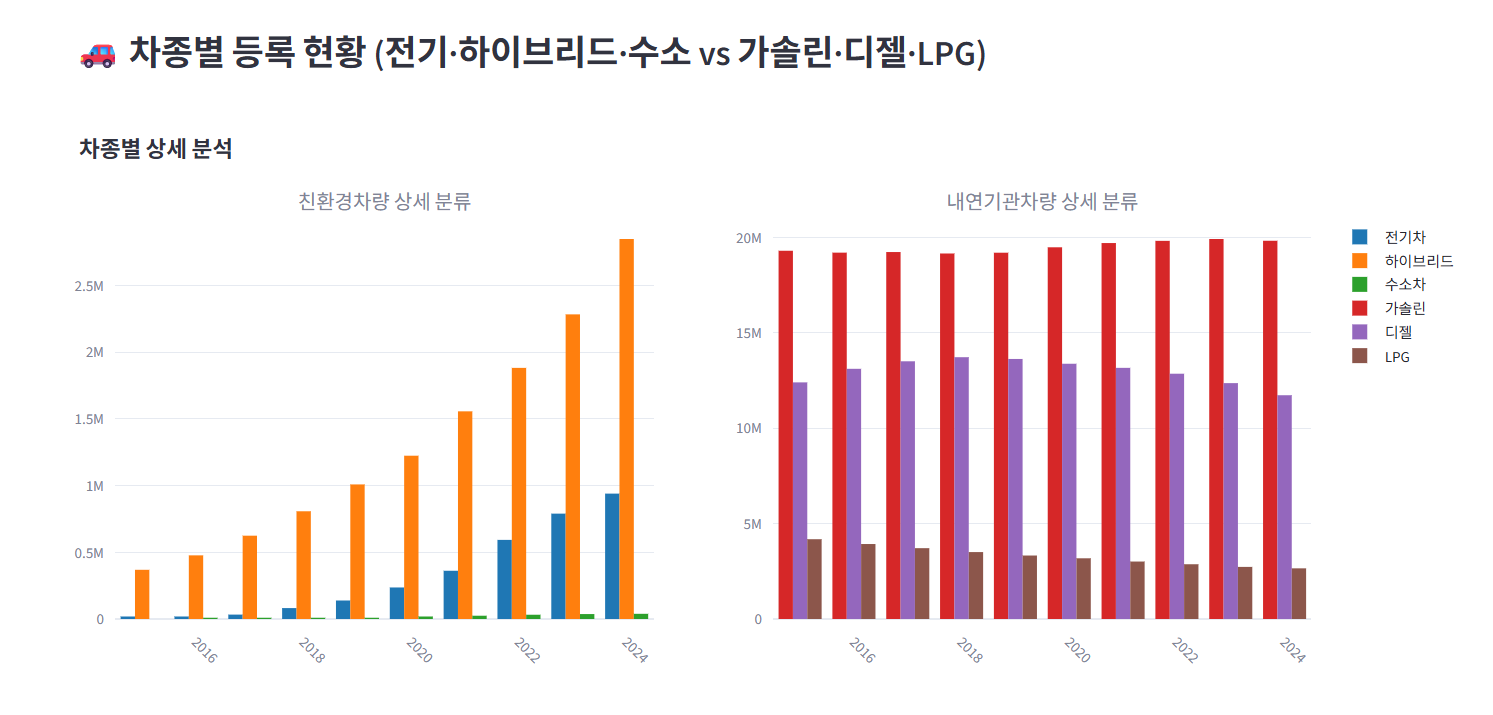 차종별 등록 현황 (전기·하이브리드·수소 vs 가솔린·디젤·LPG)
차종별 상세 분석
친환경차량 상세 분류
2.5M
2M
1.5M
1M
0.5M
0
2016
2018
2020
2022
2024
내연기관차량 상세 분류
20M
15M
10M
5M
0
2016
2018
2020
2022
2024
전기차
하이브리드
수소차
가솔린
디젤
LPG